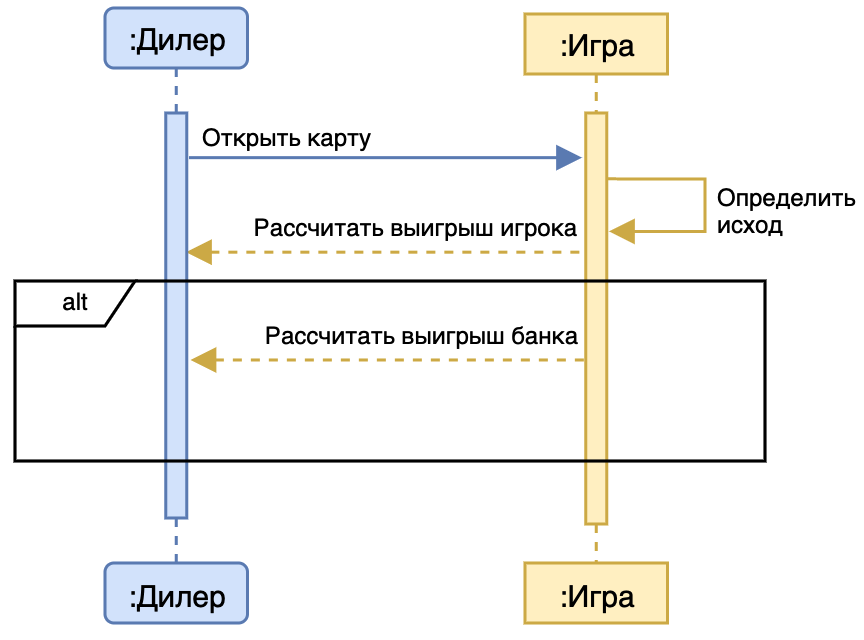 :Дилер
:Игра
Открыть карту
Определить
исход
Рассчитать выигрыш игрока
alt
Рассчитать выигрыш банка
:Дилер
:Игра